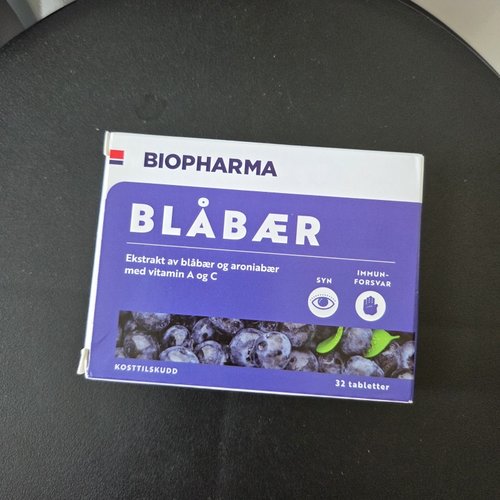 BIOPHARMA
BLÅBÆR
Ekstrakt av blåbær og aroniabær
med vitamin A og C
SYN
IMMUN-
FORSVAR
KOSTTILSKUDD
32 tabletter